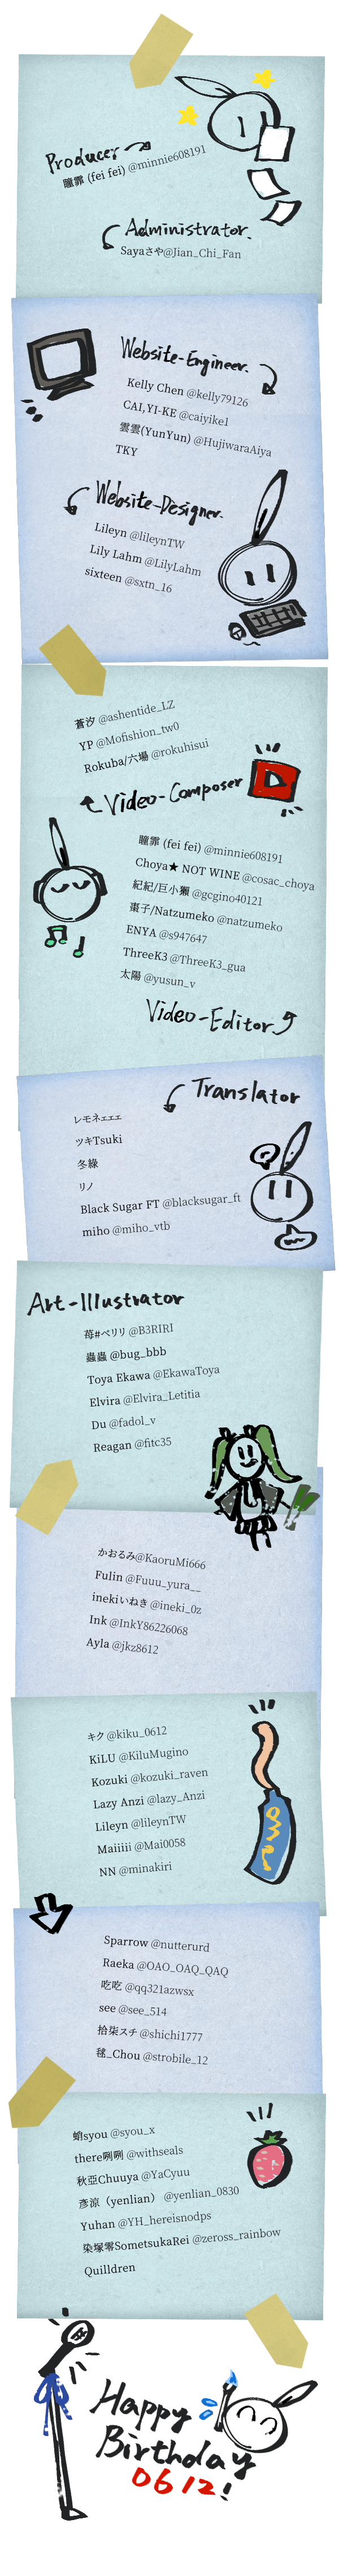 Producer
瞳霏 (fei fei) @minnie608191
Administrator.
Sayaさや@Jian_Chi_Fan
Website-Engineer.
Kelly Chen @kelly79126
CAI,YI-KE @caiyike1
雲雲(YunYun) @HujiwaraAiya
TKY
Website-Designer.
Lileyn @lileynTW
Lily Lahm @LilyLahm
sixteen @sxtn_16
蒼汐 @ashentide_LZ
YP @Mofishion_tw0
Rokuba/六場 @rokuhisui
Video-Composer
瞳霏 (fei fei) @minnie608191
Choya★ NOT WINE @cosac_choya
紀紀/巨小獺 @gcgino40121
棗子/Natzumeko @natzumeko
ENYA @s947647
ThreeK3 @ThreeK3_gua
太陽 @yusun_v
Video-Editor
Translator
レモネェェェ
ツキTsuki
冬綠
リノ
Black Sugar FT @blacksugar_ft
miho @miho_vtb
Art-Illustrator
苺#ベリリ @B3RIRI
蟲蟲 @bug_bbb
Toya Ekawa @EkawaToya
Elvira @Elvira_Letitia
Du @fadol_v
Reagan @fitc35
かおるみ@KaoruMi666
Fulin @Fuuu_yura__
inekiいねき @ineki_0z
Ink @InkY86226068
Ayla @jkz8612
キク @kiku_0612
KiLU @KiluMugino
Kozuki @kozuki_raven
Lazy Anzi @lazy_Anzi
Lileyn @lileynTW
Maiiiii @Mai0058
NN @minakiri
Sparrow @nutterurd
Raeka @OAO_OAQ_QAQ
吃吃 @qq321azwsx
see @see_514
拾柒スチ @shichi1777
毬_Chou @strobile_12
蛸syou @syou_x
there咧咧 @withseals
秋亞Chuuya @YaCyuu
彥涼（yenlian） @yenlian_0830
Yuhan @YH_hereisnodps
染塚零SometsukaRei @zeross_rainbow
Quilldren
Happy
Birthday
0612!